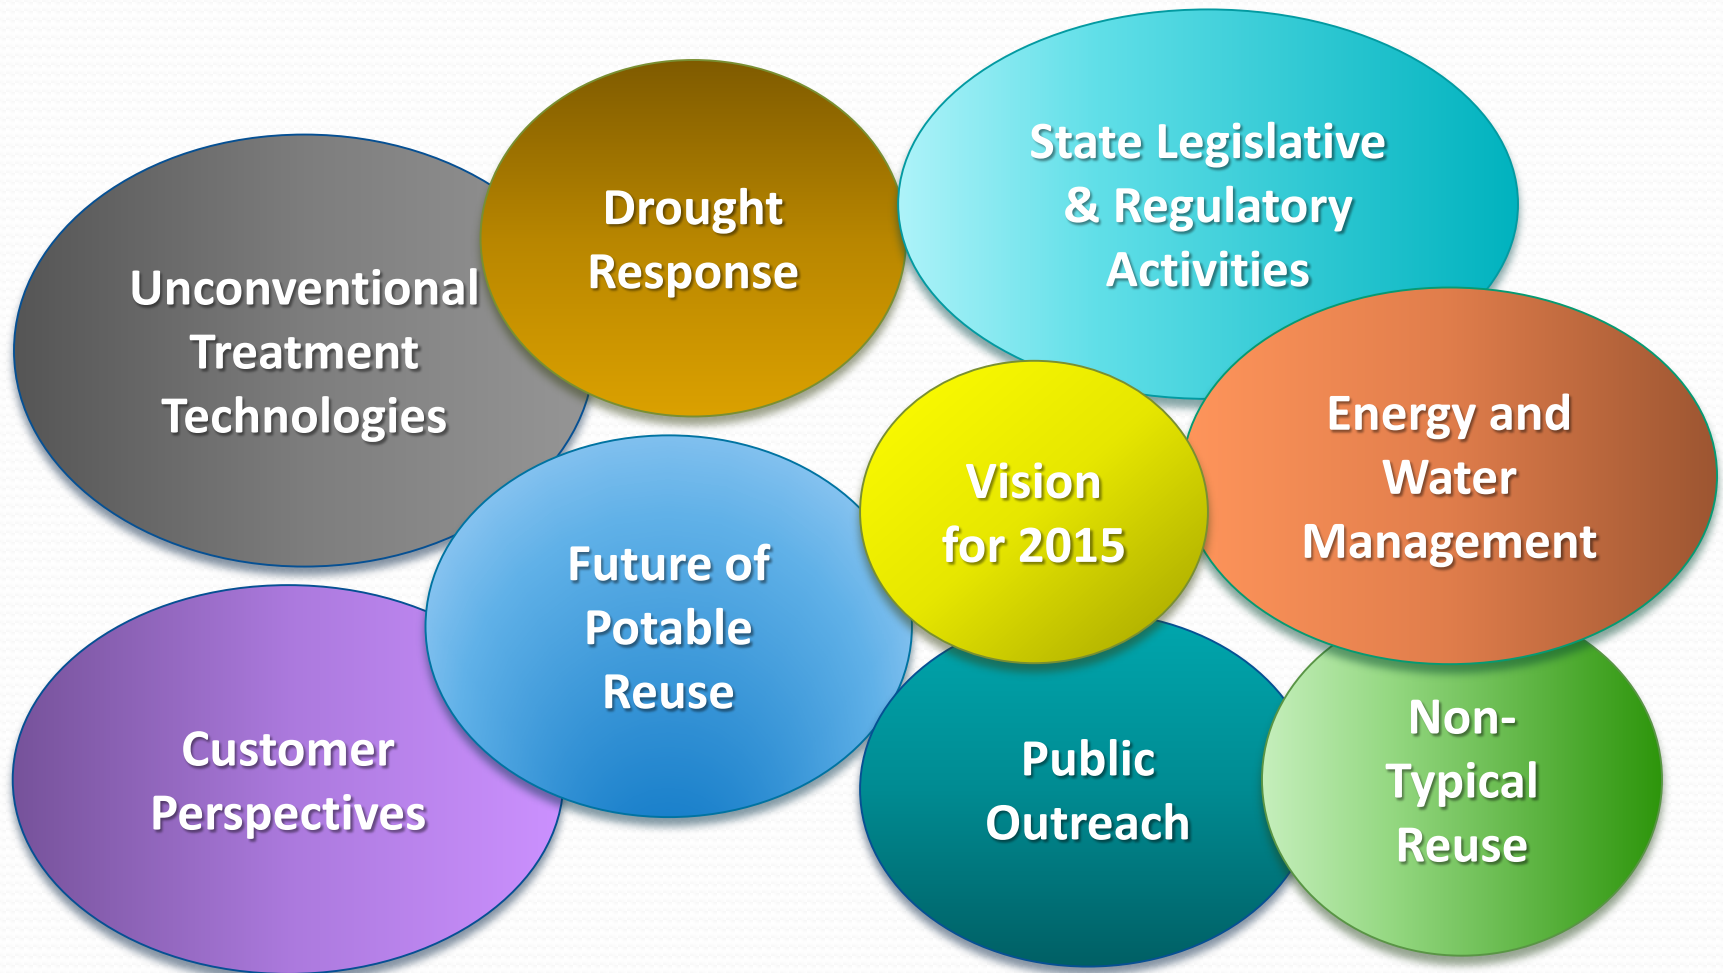 Unconventional
Treatment
Technologies
Drought
Response
State Legislative
& Regulatory
Activities
Energy and
Water
Management
Vision
for 2015
Future of
Potable
Reuse
Customer
Perspectives
Public
Outreach
Non-
Typical
Reuse